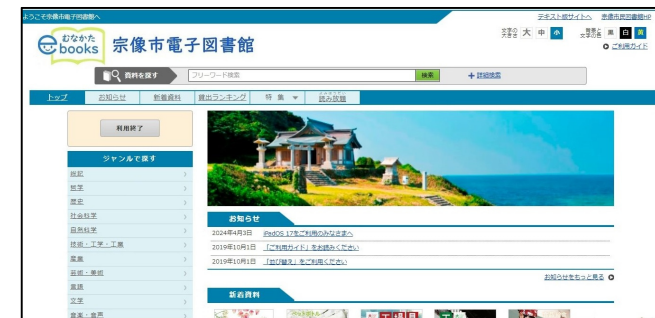 ようこそ宗像市電子図書館へ
テキスト版サイトへ 宗像市民図書館HP
むなかた
books 宗像市電子図書館
文字の大きさ 大 中 小 背景と文字の色 黒 白 黄
ご利用ガイド
資料を探す フリーワード検索 検索 ＋詳細検索
トップ お知らせ 新着資料 貸出ランキング 特集 ▼ 読み放題
利用終了
ジャンルで探す
総記
哲学
歴史
社会科学
自然科学
技術・工学・工業
産業
芸術・美術
言語
文学
音楽・音声
お知らせ
2024年4月3日 iPadOS 17をご利用のみなさまへ
2019年10月1日 「ご利用ガイド」をお読みください
2019年10月1日 「並び替え」をご利用ください
お知らせをもっと見る
新着資料